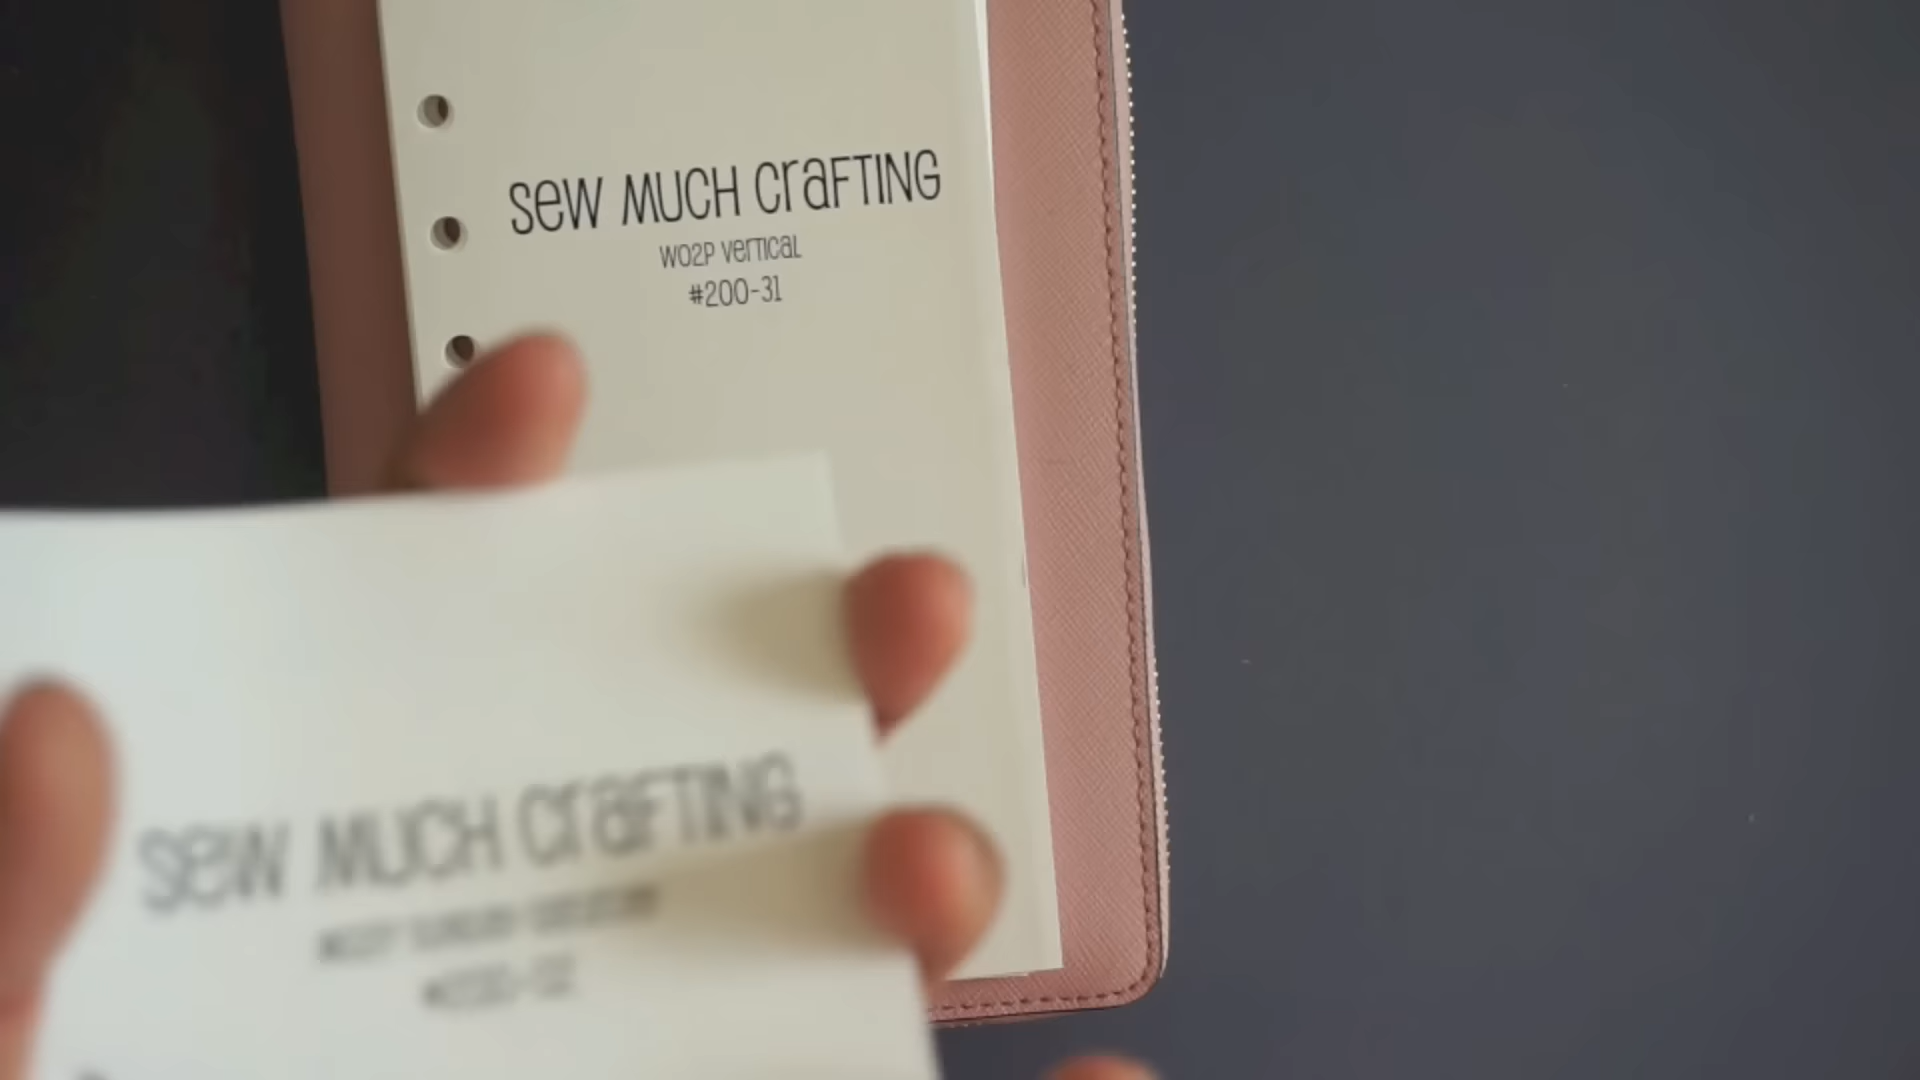 sew much crafting
wo2p vertical
#200-31
sew much crafting